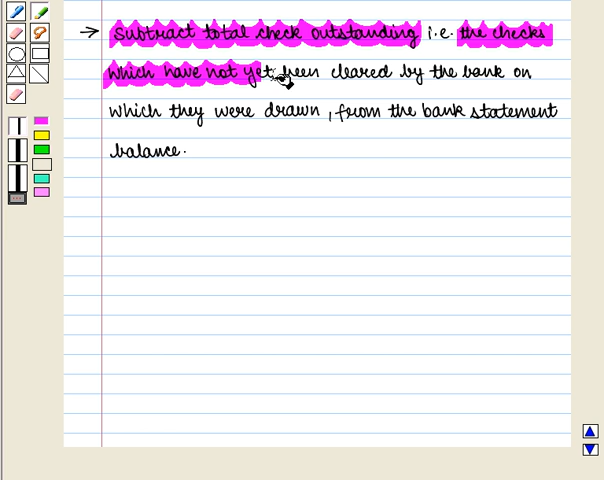 → Subtract total check outstanding i.e. the checks
which have not yet been cleared by the bank on
which they were drawn, from the bank statement
balance.